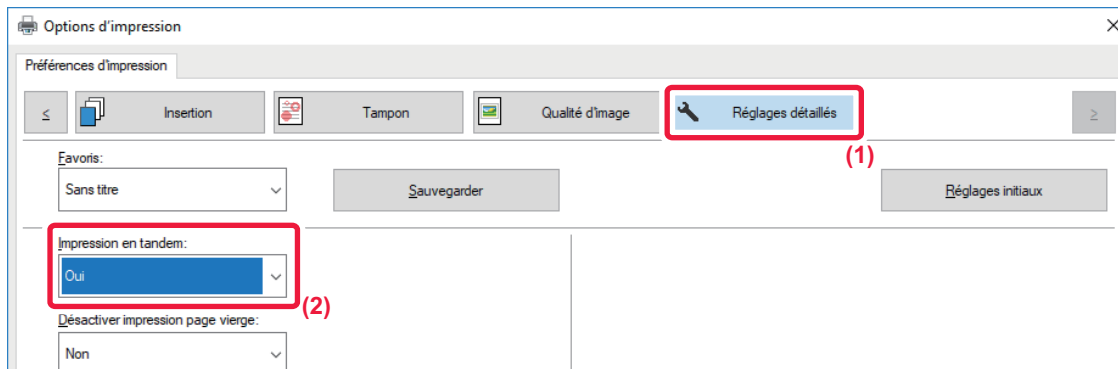 Options d'impression
Préférences d'impression
<
Insertion
Tampon
Qualité d'image
Réglages détaillés
>
(1)
Favoris:
Sans titre
Sauvegarder
Réglages initiaux
Impression en tandem:
Oui
(2)
Désactiver impression page vierge:
Non